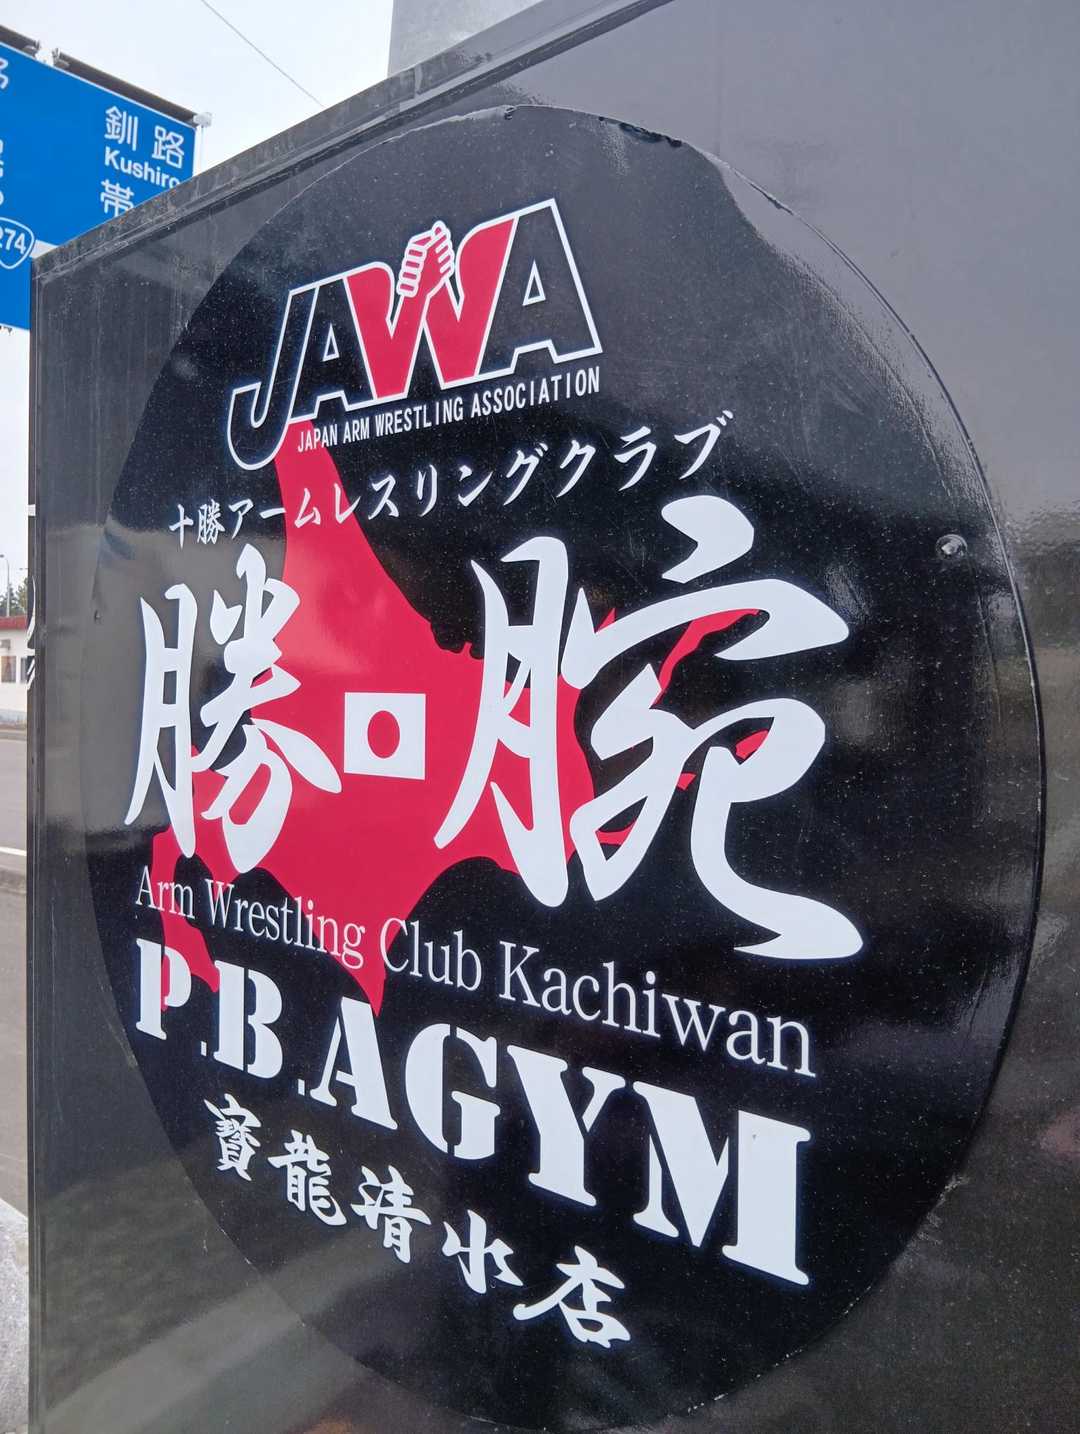 釧路
Kushiro
帯
274
JAWA
JAPAN ARM WRESTLING ASSOCIATION
十勝アームレスリングクラブ
勝腕
Arm Wrestling Club Kachiwan
P.B.AGYM
寶龍清水店